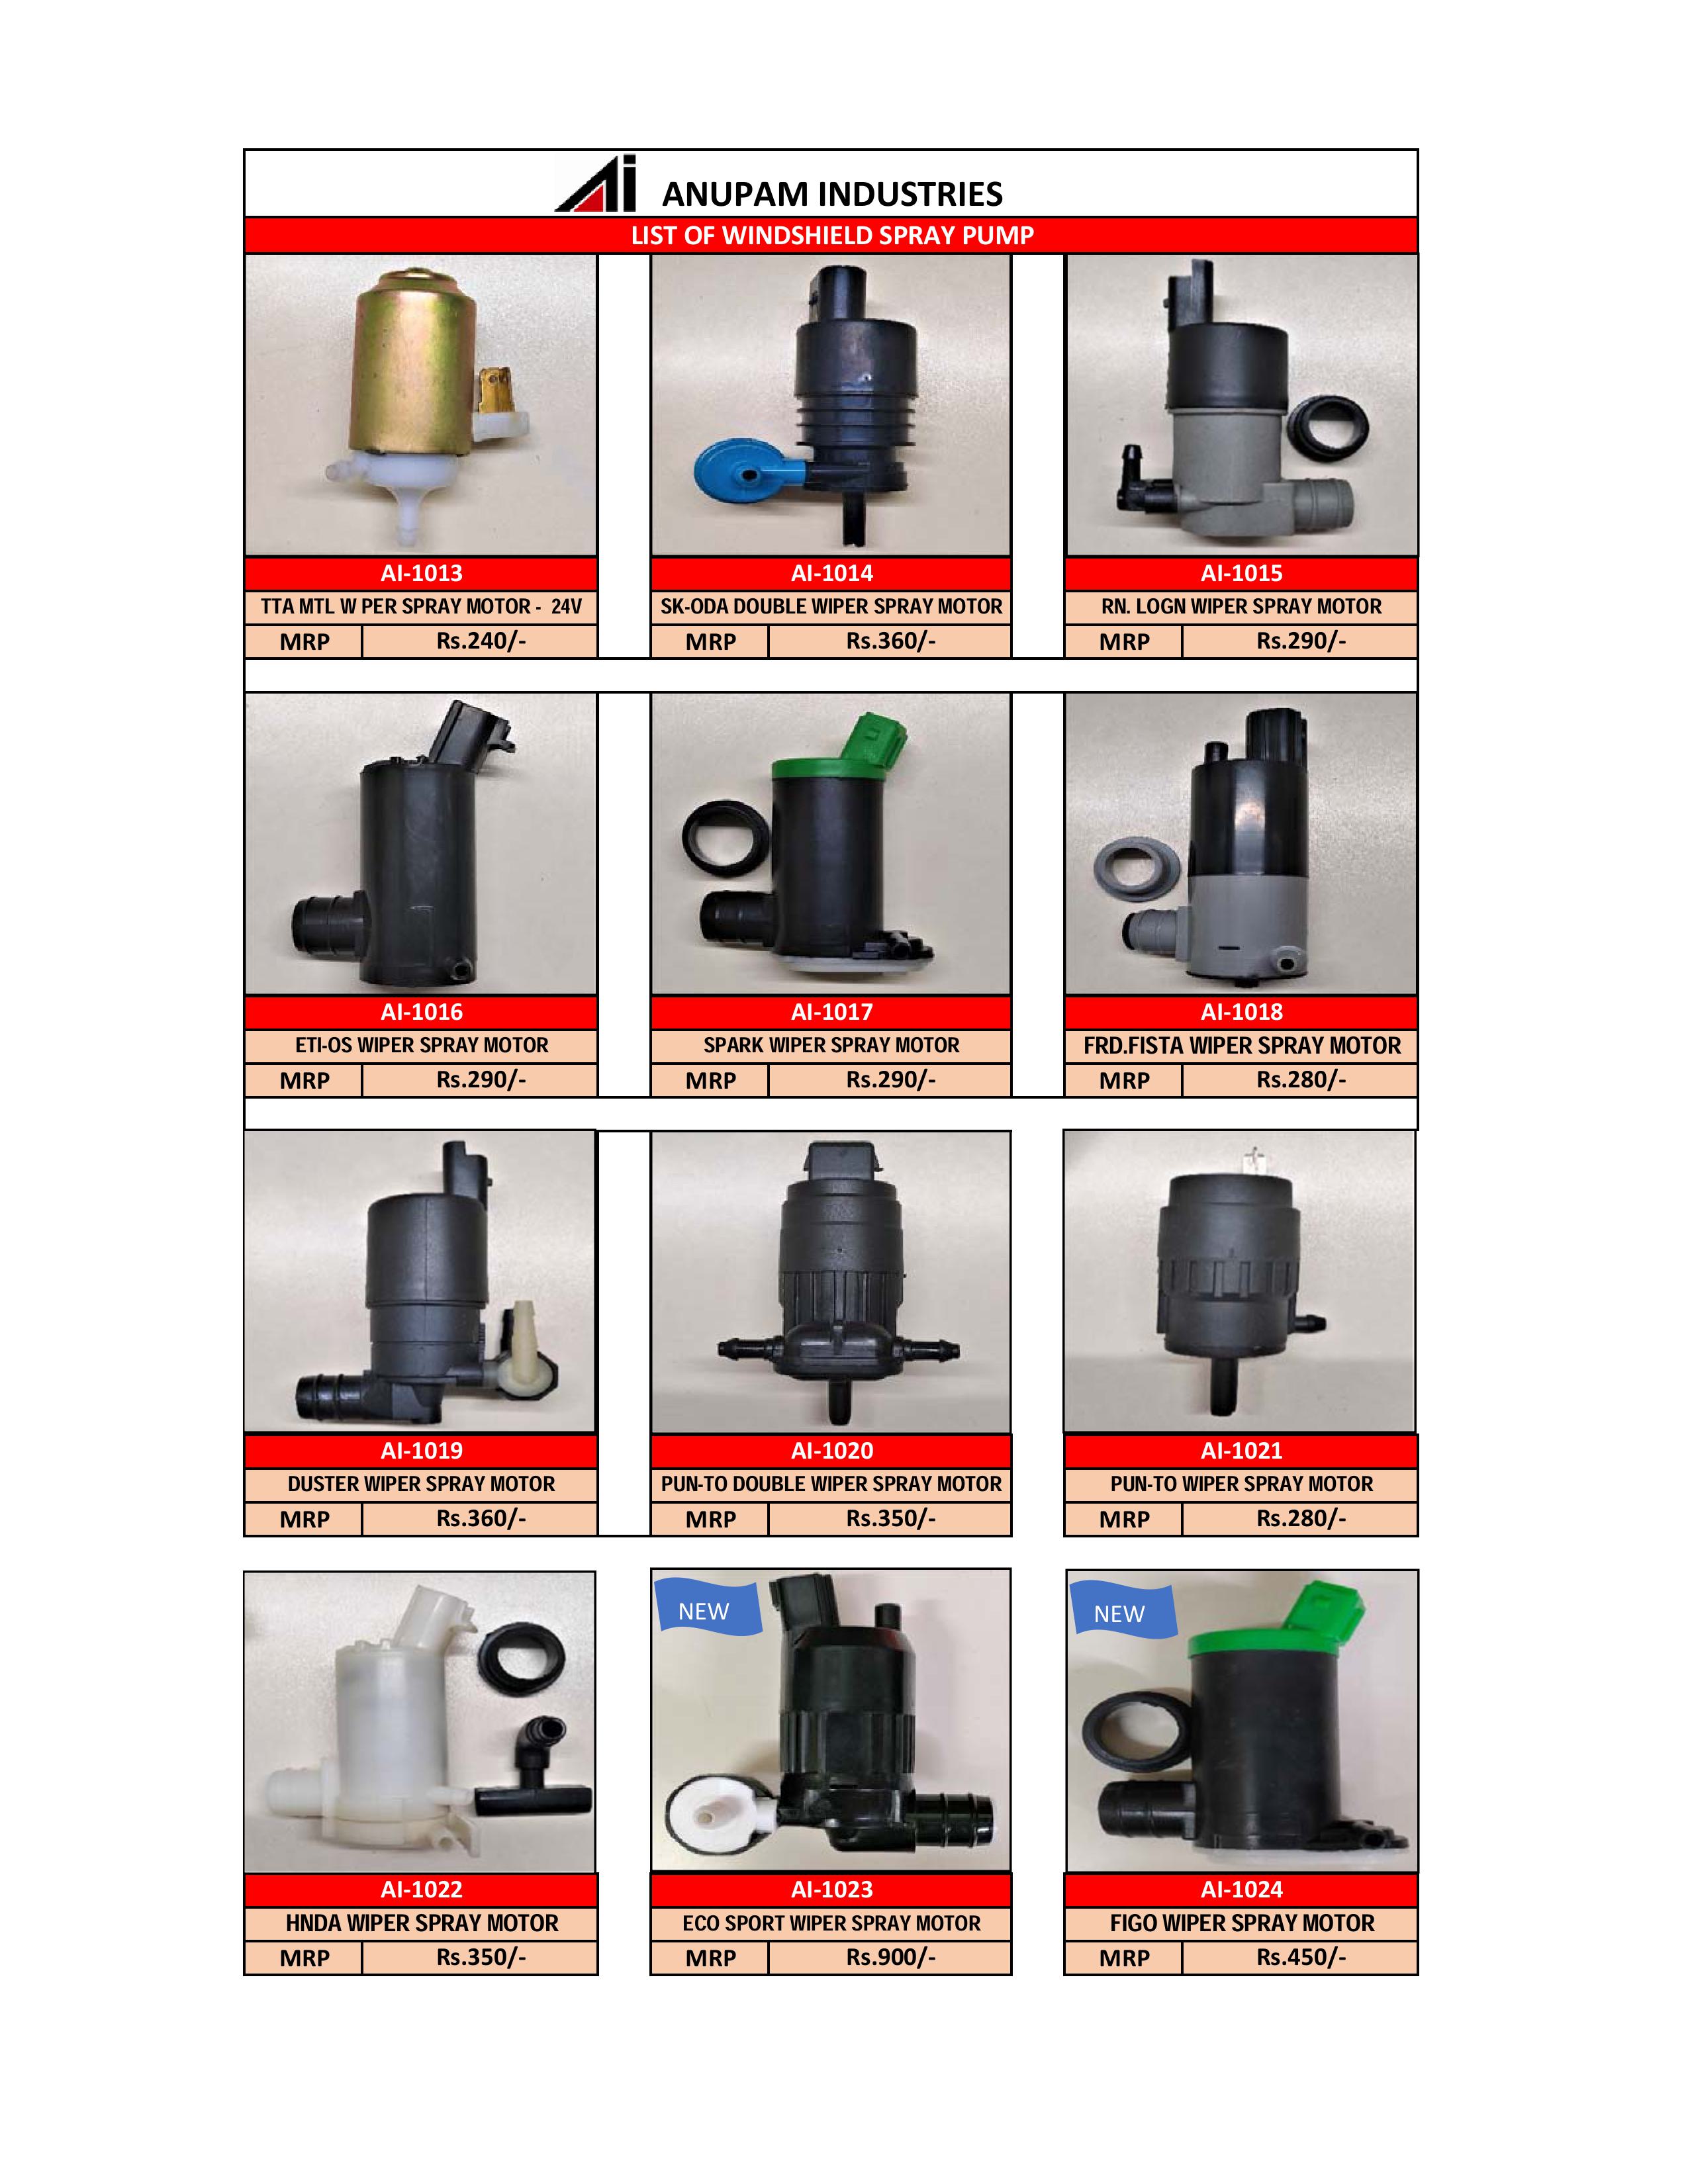 Ai ANUPAM INDUSTRIES
LIST OF WINDSHIELD SPRAY PUMP
AI-1013 AI-1014 AI-1015
TTA MTL W PER SPRAY MOTOR - 24V SK-ODA DOUBLE WIPER SPRAY MOTOR RN. LOGN WIPER SPRAY MOTOR
MRP Rs.240/- MRP Rs.360/- MRP Rs.290/-
AI-1016 AI-1017 AI-1018
ETI-OS WIPER SPRAY MOTOR SPARK WIPER SPRAY MOTOR FRD.FISTA WIPER SPRAY MOTOR
MRP Rs.290/- MRP Rs.290/- MRP Rs.280/-
AI-1019 AI-1020 AI-1021
DUSTER WIPER SPRAY MOTOR PUN-TO DOUBLE WIPER SPRAY MOTOR PUN-TO WIPER SPRAY MOTOR
MRP Rs.360/- MRP Rs.350/- MRP Rs.280/-
NEW NEW
AI-1022 AI-1023 AI-1024
HNDA WIPER SPRAY MOTOR ECO SPORT WIPER SPRAY MOTOR FIGO WIPER SPRAY MOTOR
MRP Rs.350/- MRP Rs.900/- MRP Rs.450/-